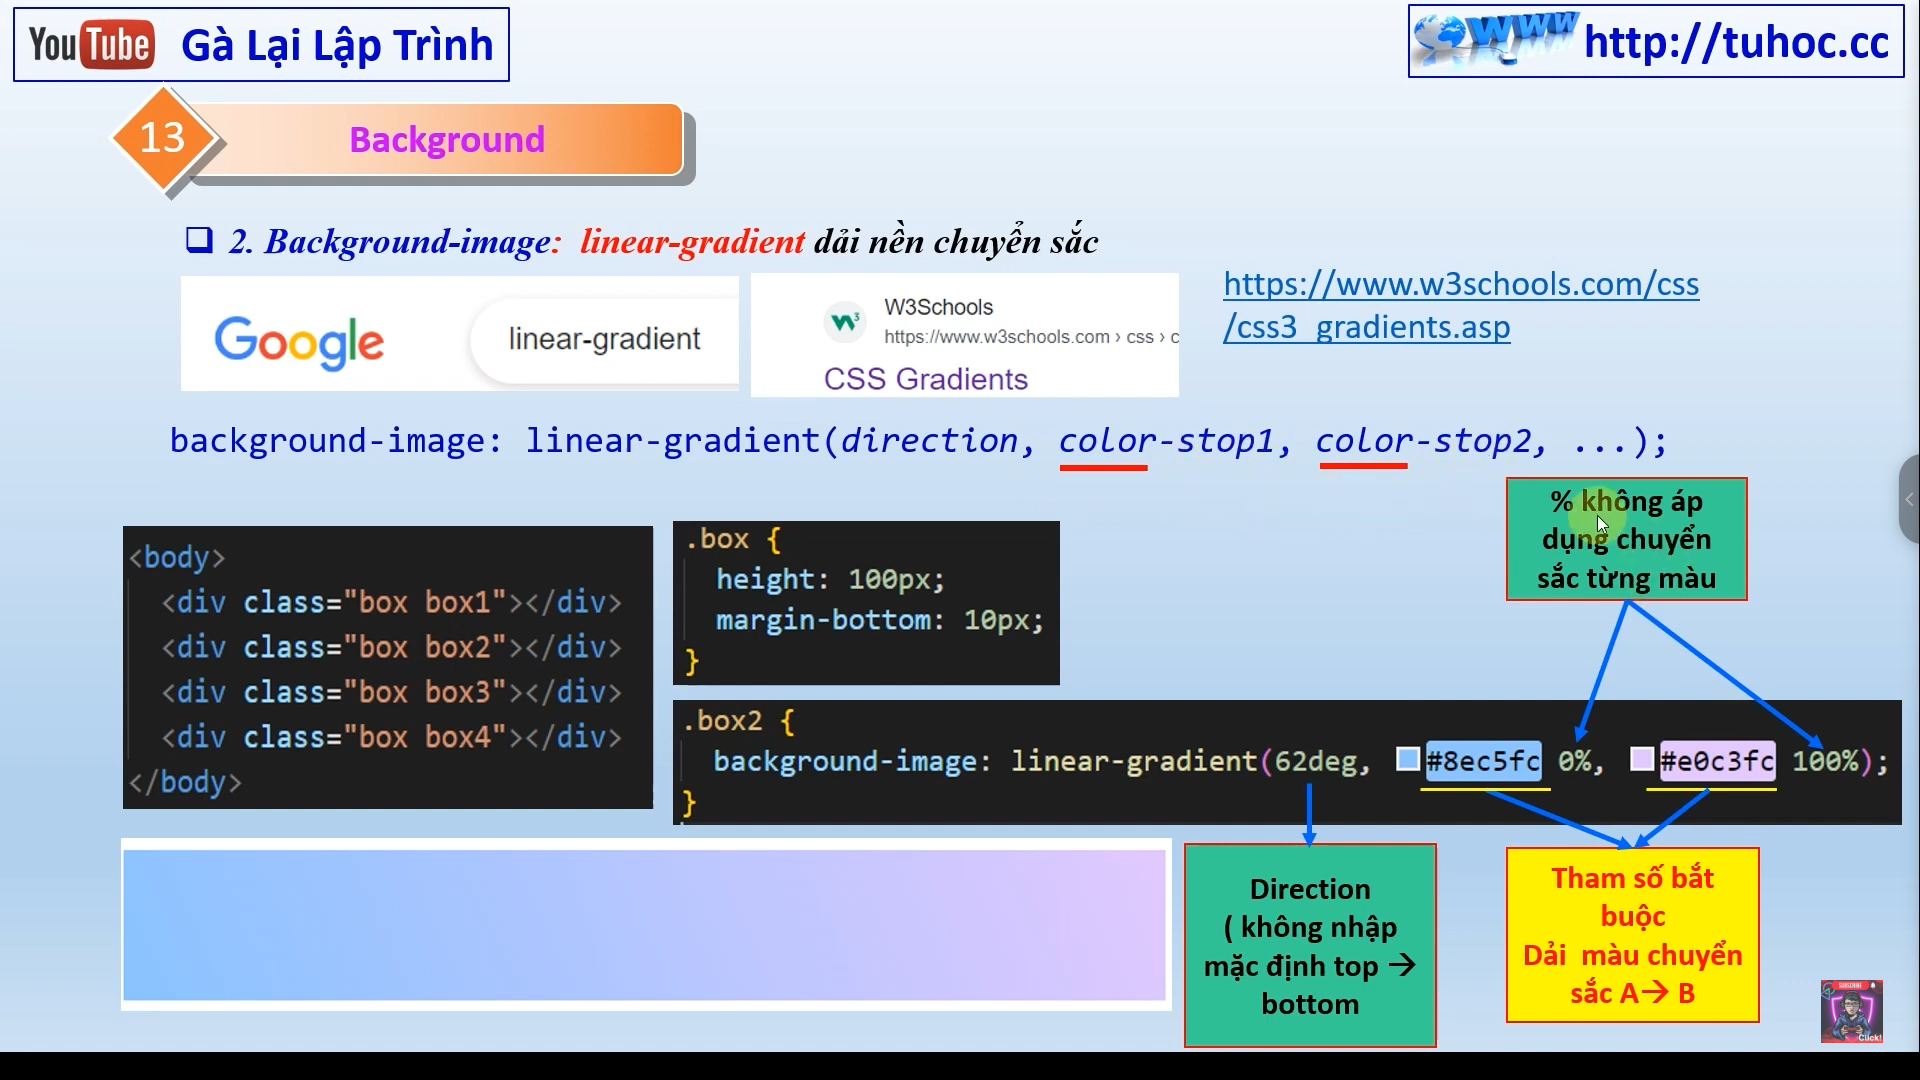 YouTube Gà Lại Lập Trình
http://tuhoc.cc
13
Background
2. Background-image: linear-gradient dải nền chuyển sắc
Google
linear-gradient
W3Schools
https://www.w3schools.com › css › c
CSS Gradients
https://www.w3schools.com/css
/css3_gradients.asp
background-image: linear-gradient(direction, color-stop1, color-stop2, ...);
% không áp
dụng chuyển
sắc từng màu
<body>
<div class="box box1"></div>
<div class="box box2"></div>
<div class="box box3"></div>
<div class="box box4"></div>
</body>
.box {
height: 100px;
margin-bottom: 10px;
}
.box2 {
background-image: linear-gradient(62deg, #8ec5fc 0%, #e0c3fc 100%);
}
Direction
( không nhập
mặc định top →
bottom
Tham số bắt
buộc
Dải màu chuyển
sắc A→ B
SUBSCRIBE
Click!